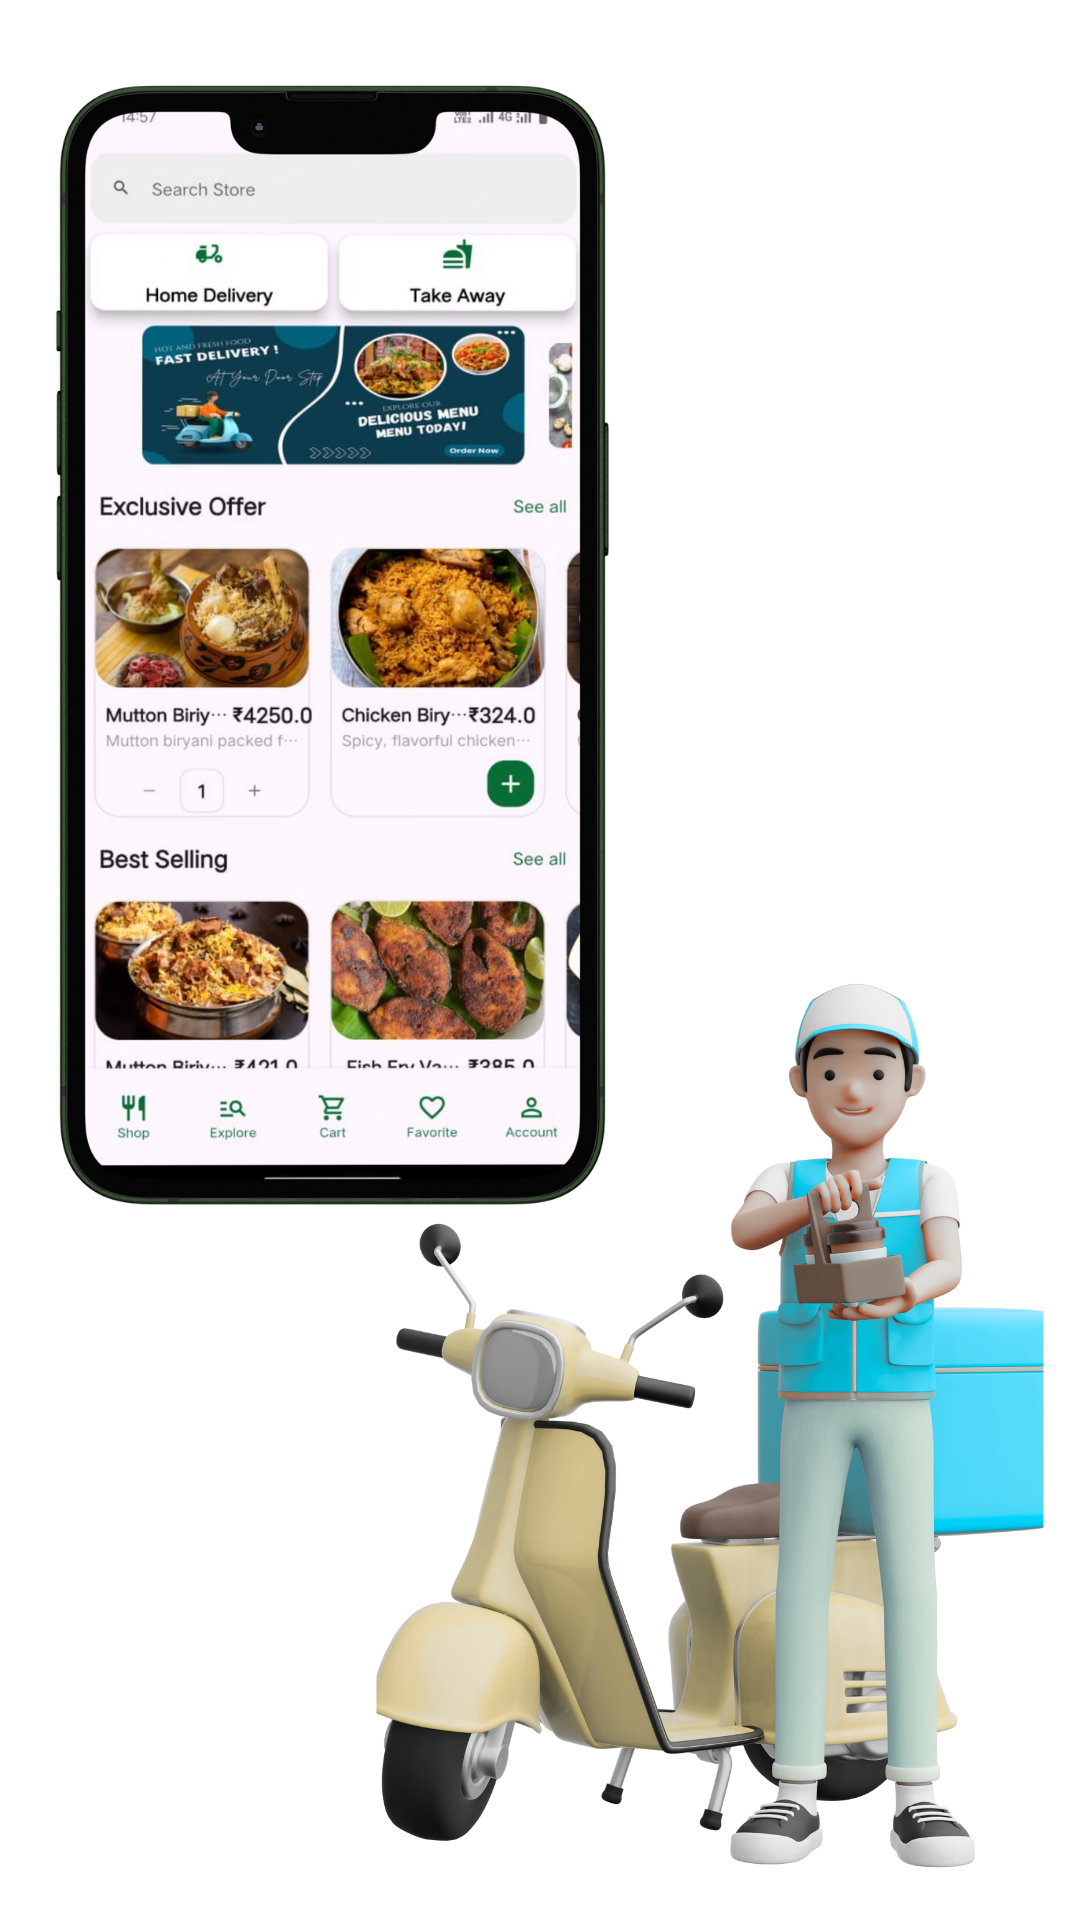 14:57
LTE2 4G
Search Store
Home Delivery
Take Away
HOT AND FRESH FOOD
FAST DELIVERY !
At Your Door Step
EXPLORE OUR
DELICIOUS MENU
MENU TODAY!
Order Now
Exclusive Offer
See all
Mutton Biriy··· ₹4250.0
Mutton biryani packed f···
− 1 +
Chicken Biry··· ₹324.0
Spicy, flavorful chicken···
+
Best Selling
See all
Mutton Biriy··· ₹421.0
Fish Fry Va··· ₹385.0
Shop
Explore
Cart
Favorite
Account